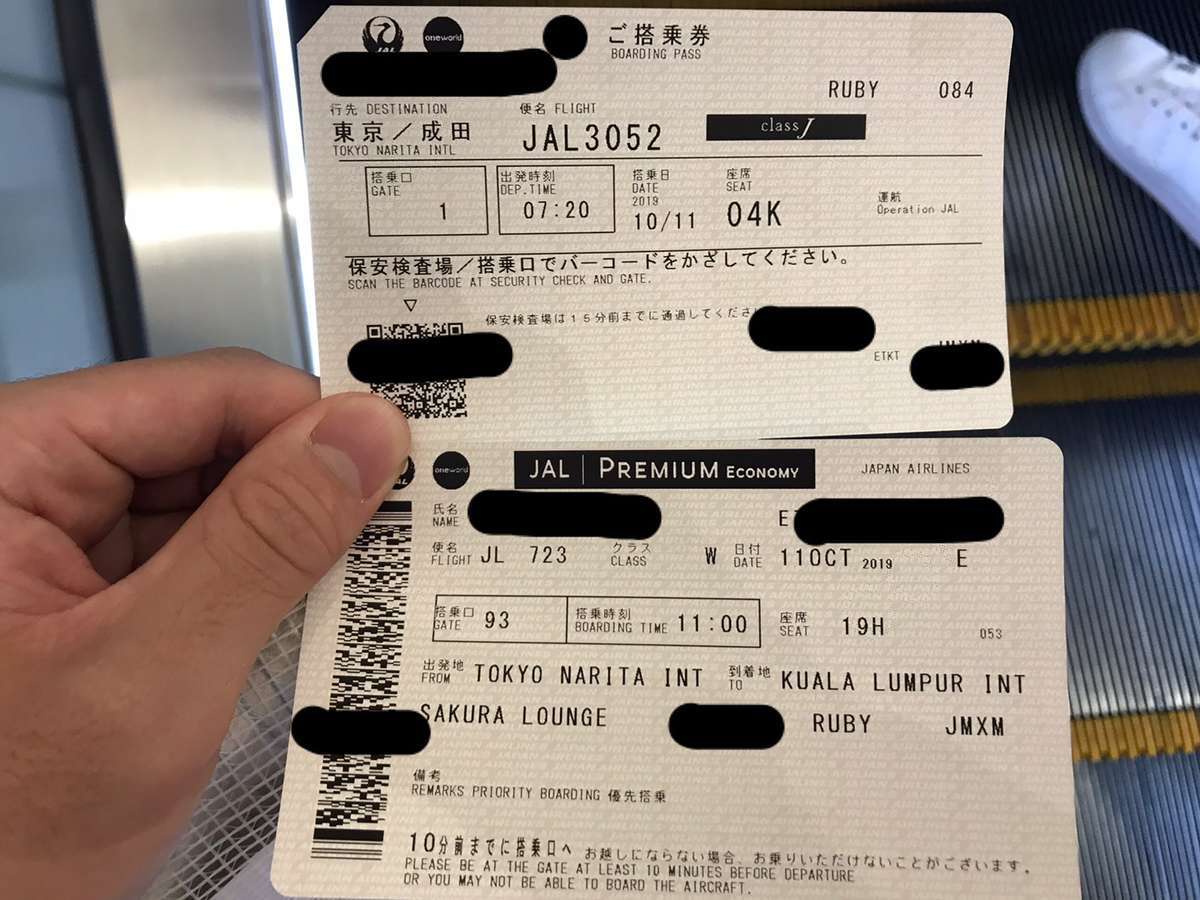 JAL
oneworld
ご搭乗券
BOARDING PASS
RUBY 084
行先 DESTINATION 便名 FLIGHT
東京/成田 JAL3052 class J
TOKYO NARITA INTL
搭乗口 出発時刻 搭乗日 座席
GATE DEP.TIME DATE SEAT
1 07:20 2019 10/11 04K
運航
Operation JAL
保安検査場/搭乗口でバーコードをかざしてください。
SCAN THE BARCODE AT SECURITY CHECK AND GATE.
保安検査場は15分前までに通過してくださ
ETKT
oneworld JAL PREMIUM ECONOMY JAPAN AIRLINES
氏名
NAME
便名 クラス 日付
FLIGHT JL 723 CLASS W DATE 11OCT 2019 E
搭乗口 搭乗時刻 座席
GATE 93 BOARDING TIME 11:00 SEAT 19H 053
出発地 到着地
FROM TOKYO NARITA INT TO KUALA LUMPUR INT
SAKURA LOUNGE RUBY JMXM
備考
REMARKS PRIORITY BOARDING 優先搭乗
10分前までに搭乗口へ お越しにならない場合、お乗りいただけないことがございます。
PLEASE BE AT THE GATE AT LEAST 10 MINUTES BEFORE DEPARTURE
OR YOU MAY NOT BE ABLE TO BOARD THE AIRCRAFT.